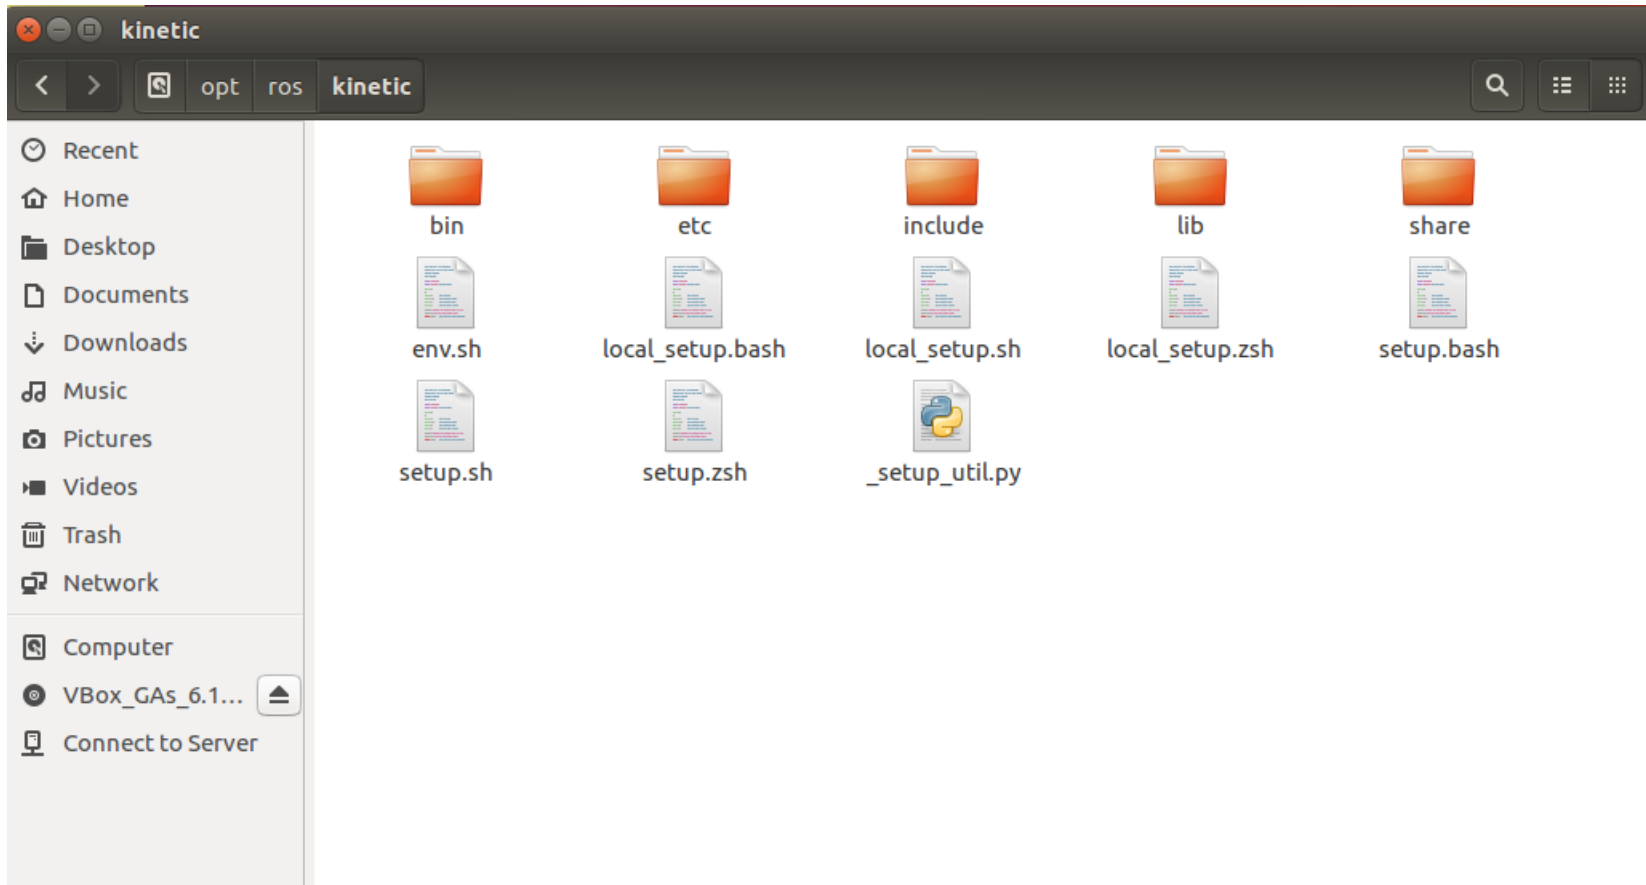 kinetic
opt ros kinetic
Recent
Home
Desktop
Documents
Downloads
Music
Pictures
Videos
Trash
Network
Computer
VBox_GAs_6.1...
Connect to Server
bin etc include lib share
env.sh local_setup.bash local_setup.sh local_setup.zsh setup.bash
setup.sh setup.zsh _setup_util.py